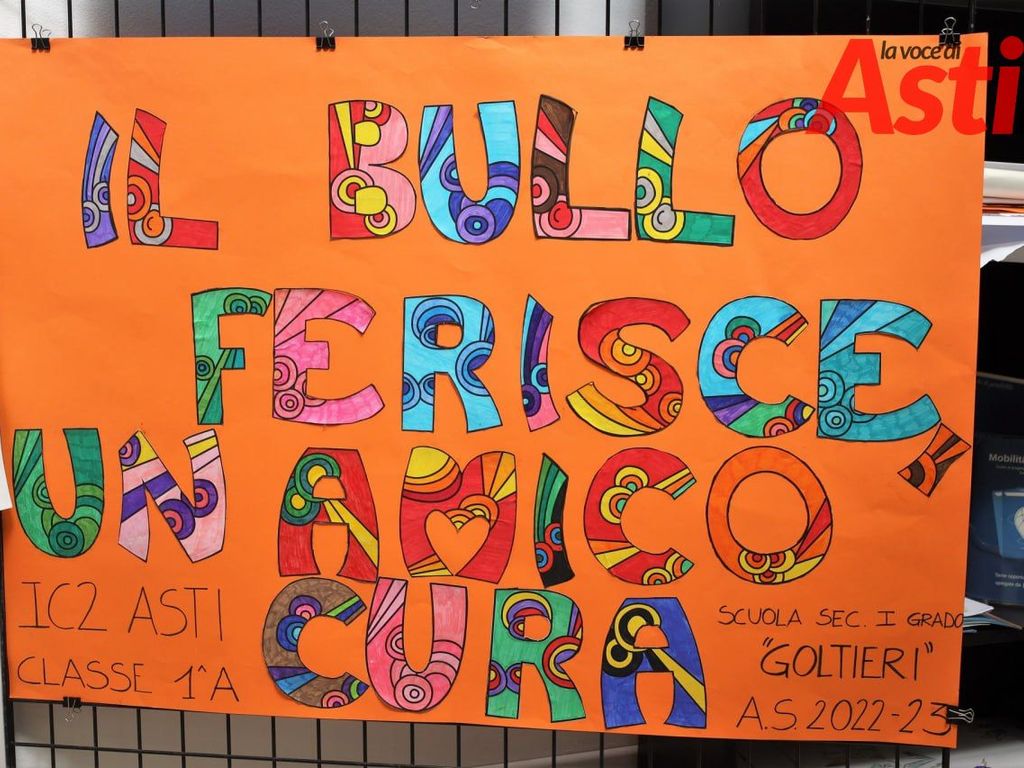 la voce di
Asti
IL BULLO
FERISCE,
UN AMICO
CURA
IC2 ASTI
CLASSE 1^A
SCUOLA SEC. I GRADO
"GOLTIERI"
A.S. 2022-23
Mobilità